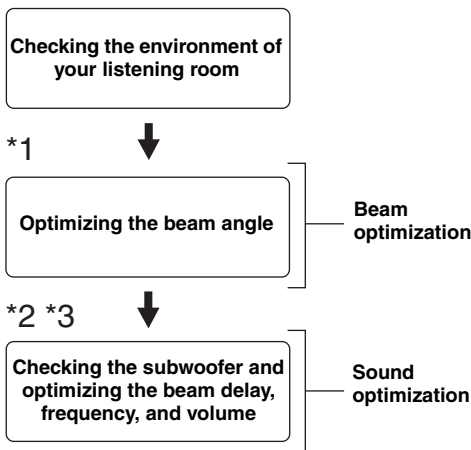 Checking the environment of
your listening room
*1
Optimizing the beam angle
Beam
optimization
*2 *3
Checking the subwoofer and
optimizing the beam delay,
frequency, and volume
Sound
optimization